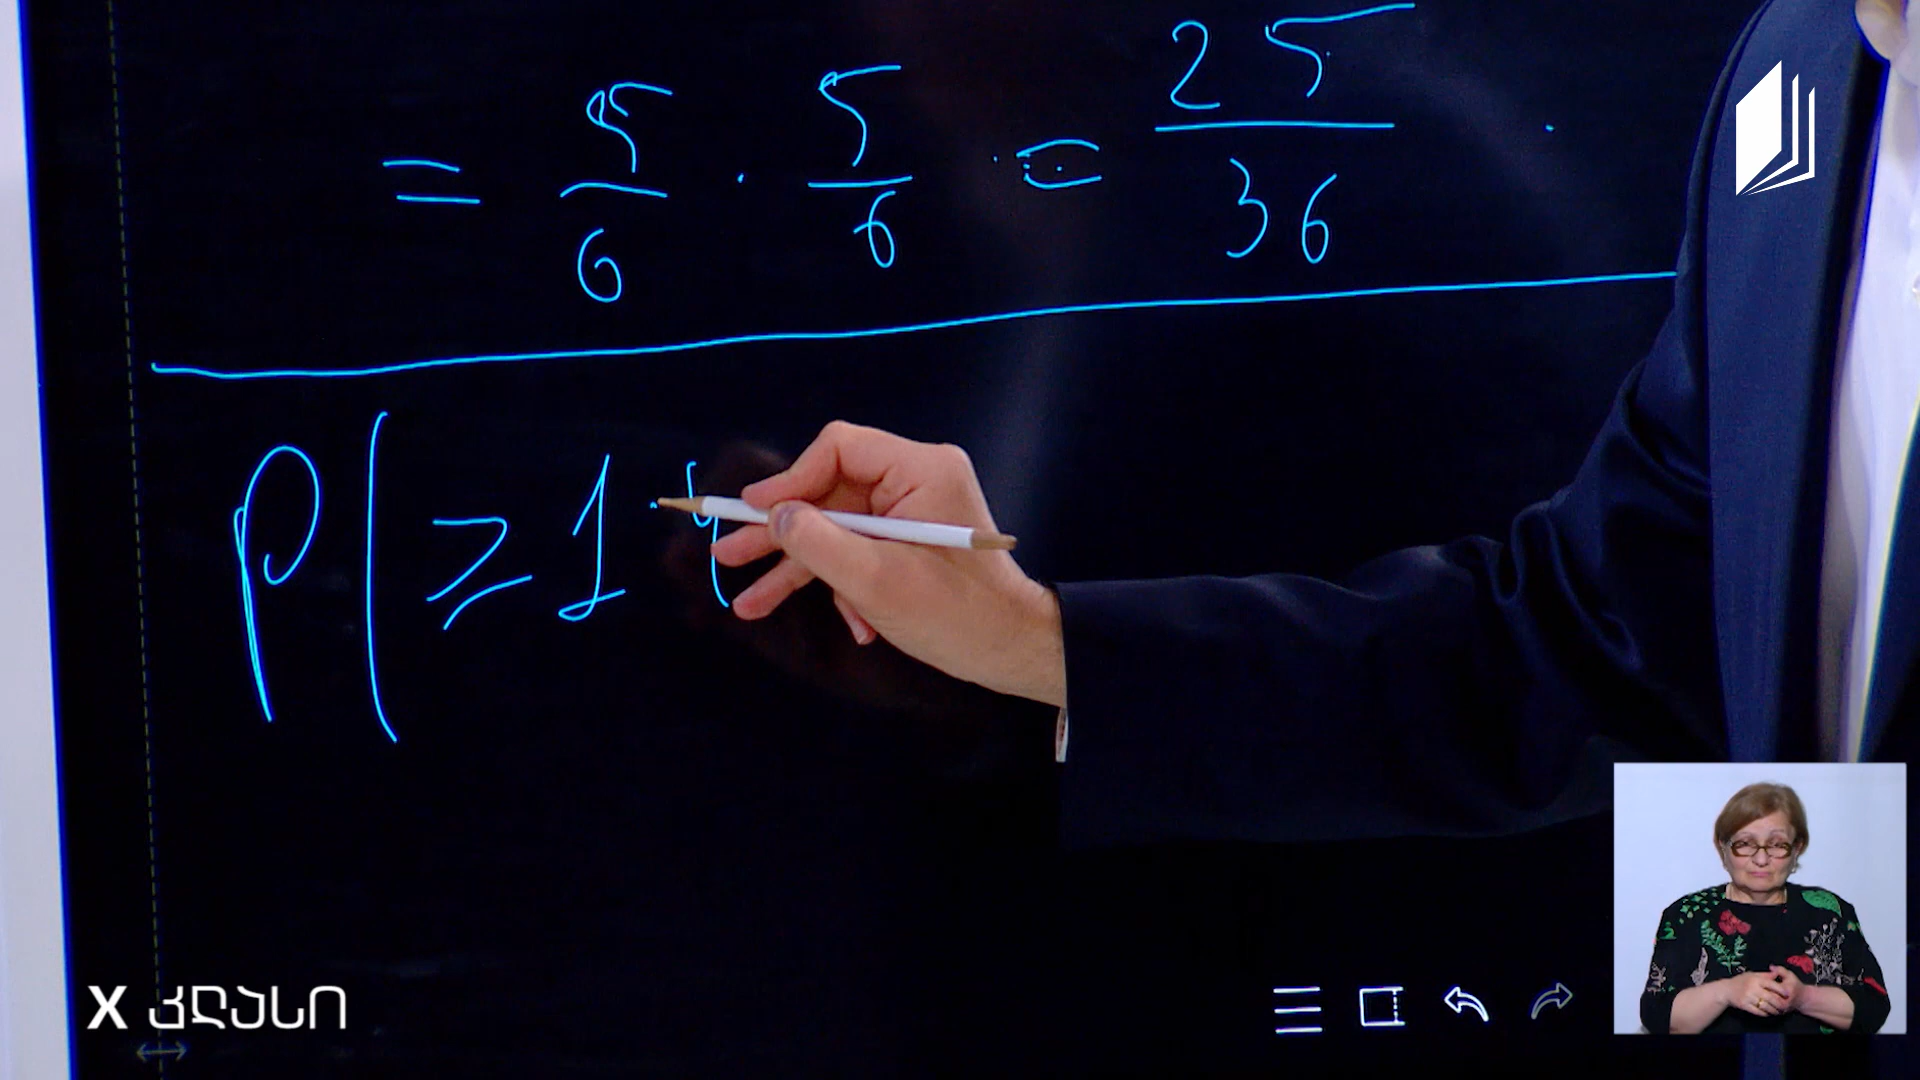 = 5/6 · 5/6 = 25/36
P( ≥ 1
X კლასი